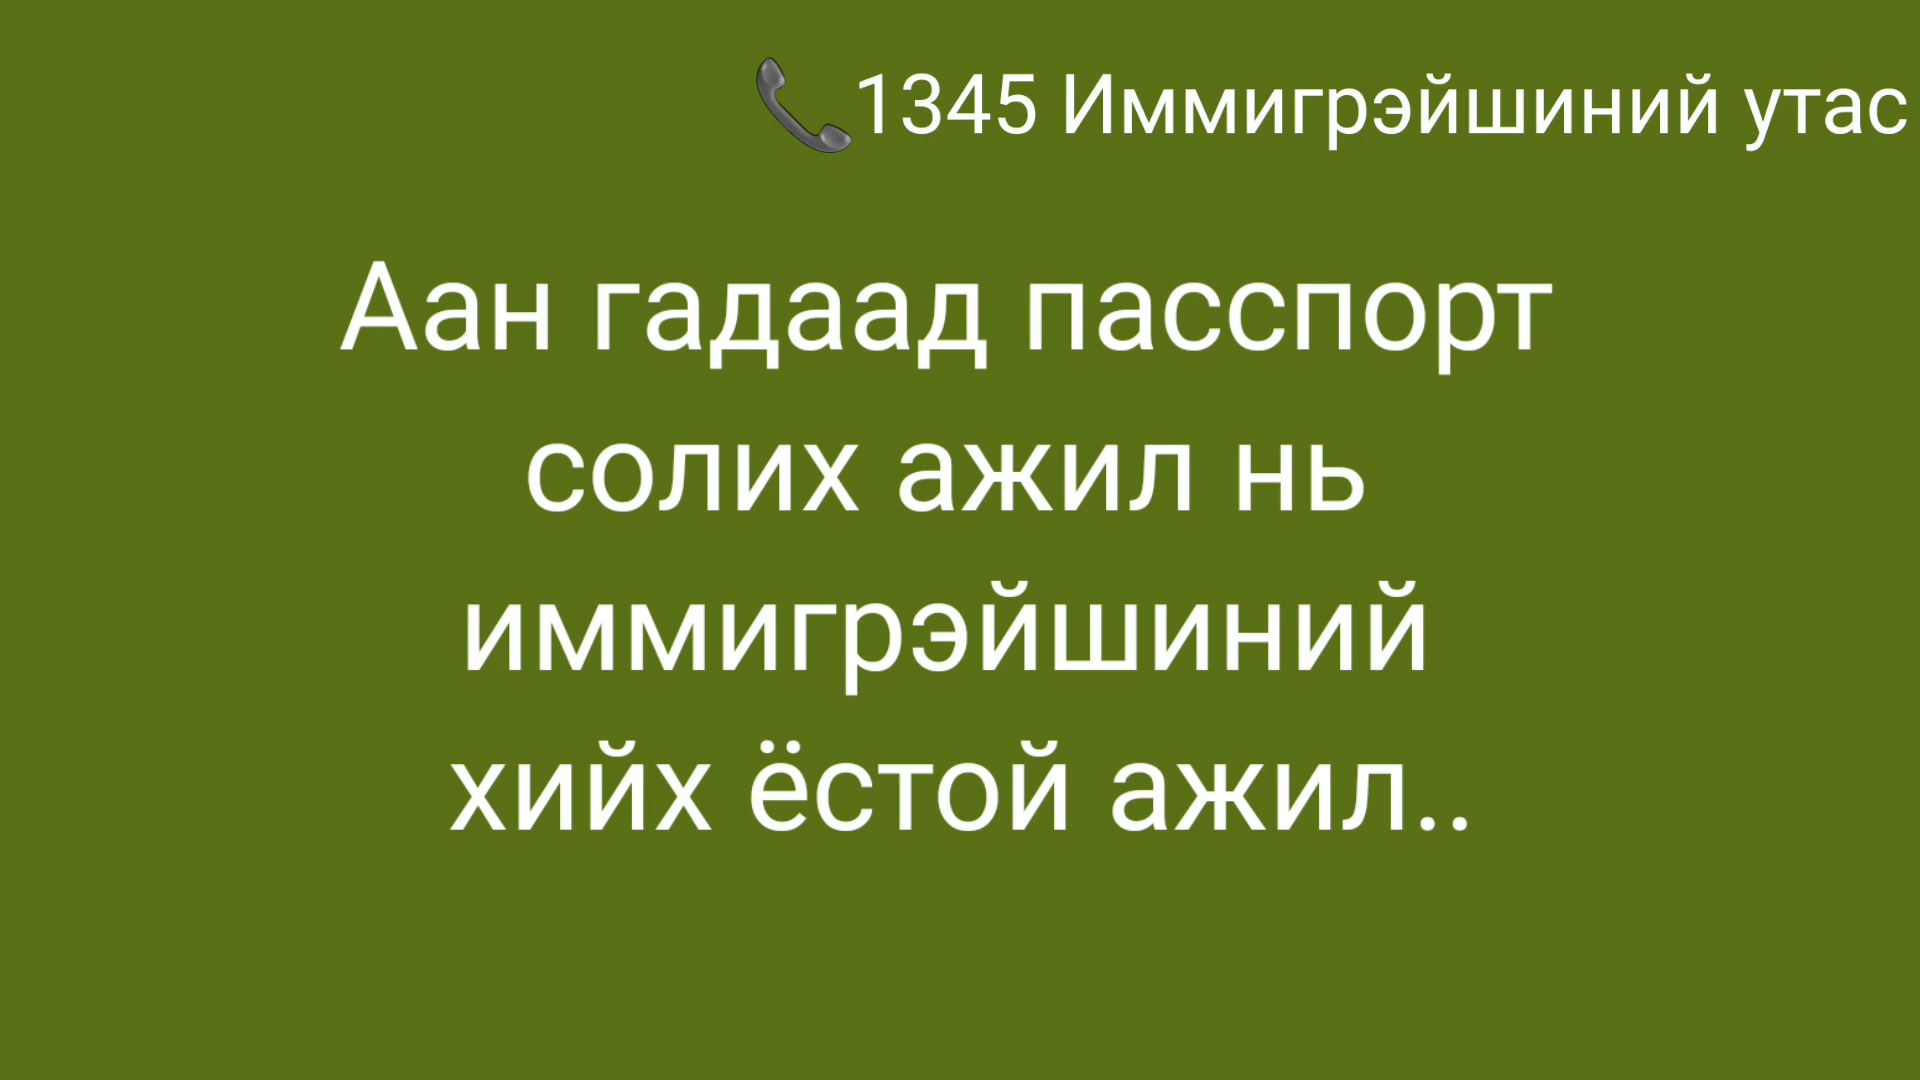 📞1345 Иммигрэйшиний утас
Аан гадаад пасспорт
солих ажил нь
иммигрэйшиний
хийх ёстой ажил..